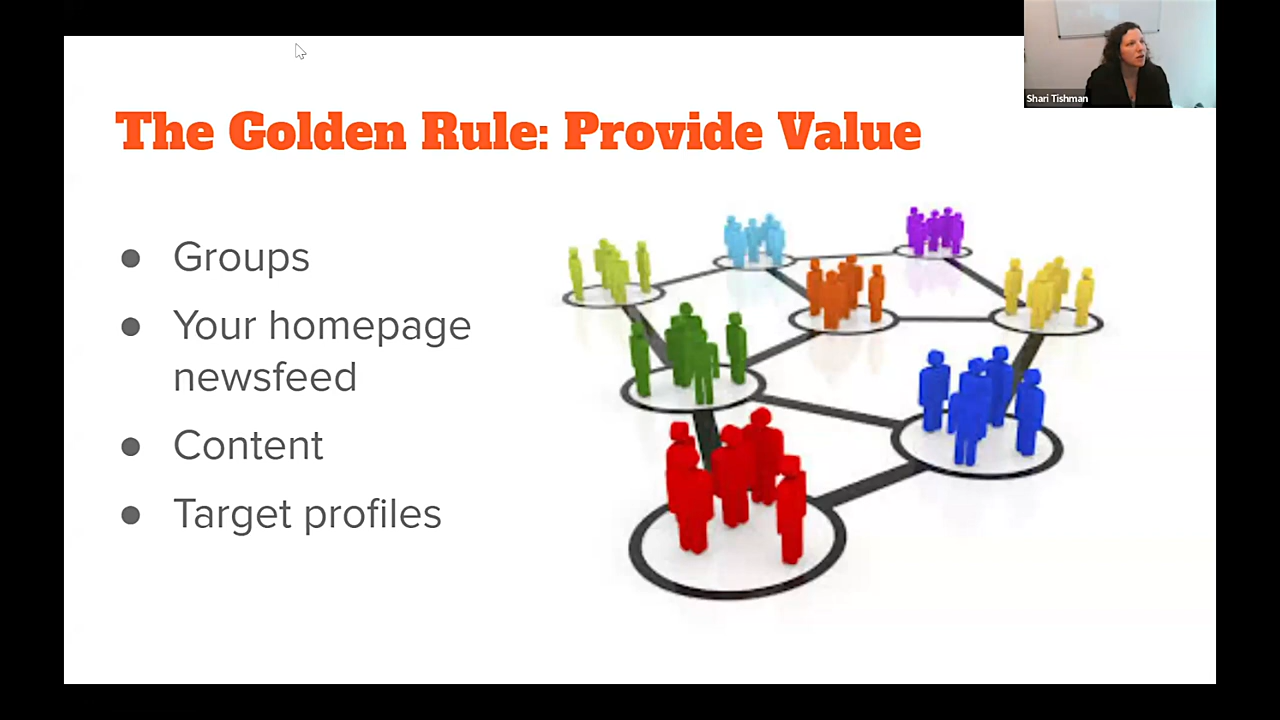 Shari Tishman
The Golden Rule: Provide Value
● Groups
● Your homepage
newsfeed
● Content
● Target profiles